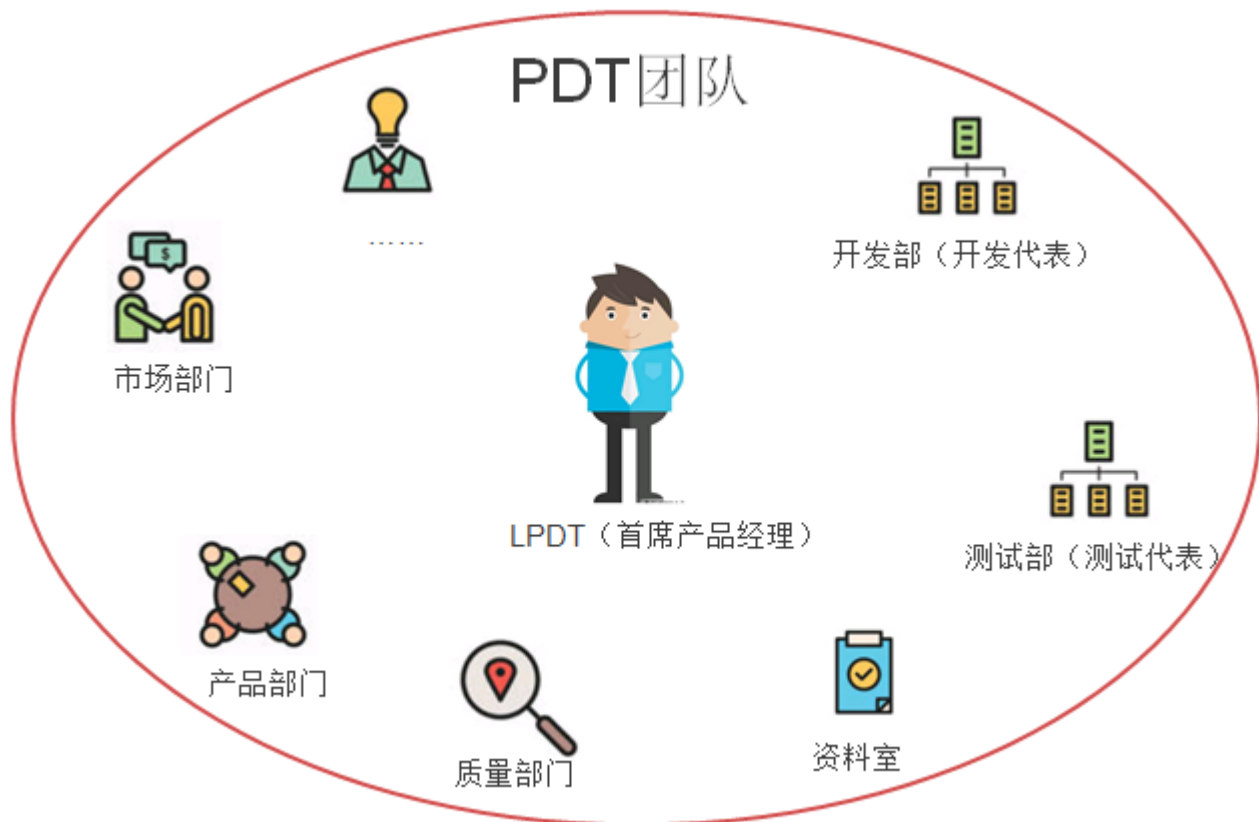 PDT团队
……
开发部（开发代表）
$
市场部门
LPDT（首席产品经理）
测试部（测试代表）
产品部门
质量部门
资料室